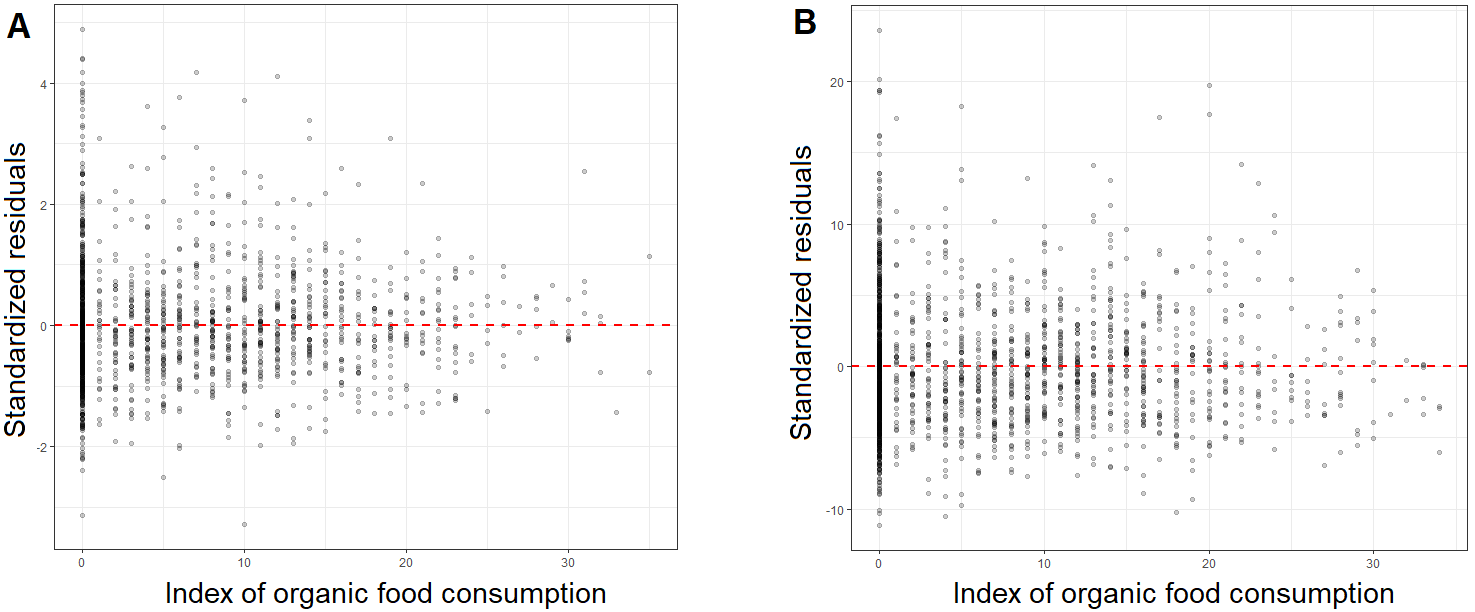 A
B
Standardized residuals
4
2
0
-2
0
10
20
30
Index of organic food consumption
Standardized residuals
20
10
0
-10
0
10
20
30
Index of organic food consumption